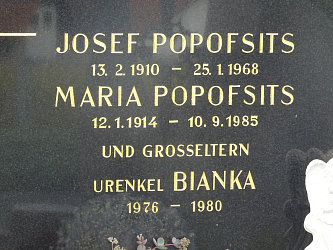 JOSEF POPOFSITS
13.2.1910 – 25.1.1968
MARIA POPOFSITS
12.1.1914 – 10.9.1985
UND GROSSELTERN
URENKEL BIANKA
1976 – 1980